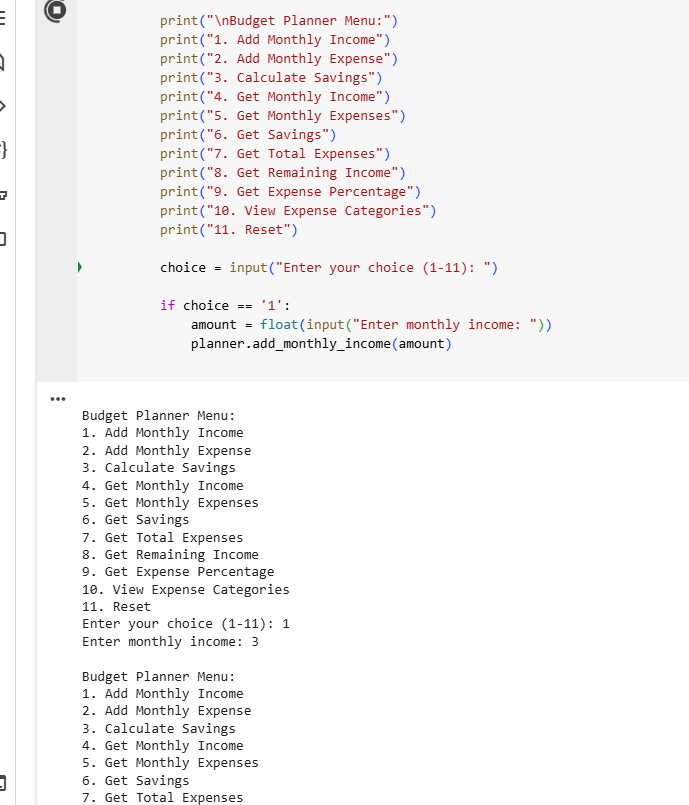 print("\nBudget Planner Menu:")
print("1. Add Monthly Income")
print("2. Add Monthly Expense")
print("3. Calculate Savings")
print("4. Get Monthly Income")
print("5. Get Monthly Expenses")
print("6. Get Savings")
print("7. Get Total Expenses")
print("8. Get Remaining Income")
print("9. Get Expense Percentage")
print("10. View Expense Categories")
print("11. Reset")
choice = input("Enter your choice (1-11): ")
if choice == '1':
amount = float(input("Enter monthly income: "))
planner.add_monthly_income(amount)
Budget Planner Menu:
1. Add Monthly Income
2. Add Monthly Expense
3. Calculate Savings
4. Get Monthly Income
5. Get Monthly Expenses
6. Get Savings
7. Get Total Expenses
8. Get Remaining Income
9. Get Expense Percentage
10. View Expense Categories
11. Reset
Enter your choice (1-11): 1
Enter monthly income: 3
Budget Planner Menu:
1. Add Monthly Income
2. Add Monthly Expense
3. Calculate Savings
4. Get Monthly Income
5. Get Monthly Expenses
6. Get Savings
7. Get Total Expenses